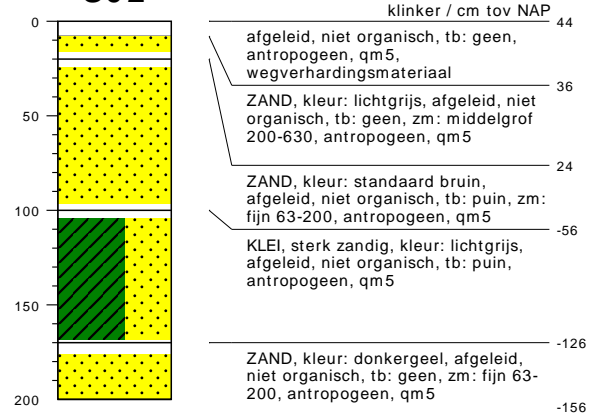 klinker / cm tov NAP
0
44
afgeleid, niet organisch, tb: geen,
antropogeen, qm5,
wegverhardingsmateriaal
36
ZAND, kleur: lichtgrijs, afgeleid, niet
organisch, tb: geen, zm: middelgrof
200-630, antropogeen, qm5
50
24
ZAND, kleur: standaard bruin,
afgeleid, niet organisch, tb: puin, zm:
fijn 63-200, antropogeen, qm5
100
-56
KLEI, sterk zandig, kleur: lichtgrijs,
afgeleid, niet organisch, tb: puin,
antropogeen, qm5
150
-126
ZAND, kleur: donkergeel, afgeleid,
niet organisch, tb: geen, zm: fijn 63-
200, antropogeen, qm5
200
-156